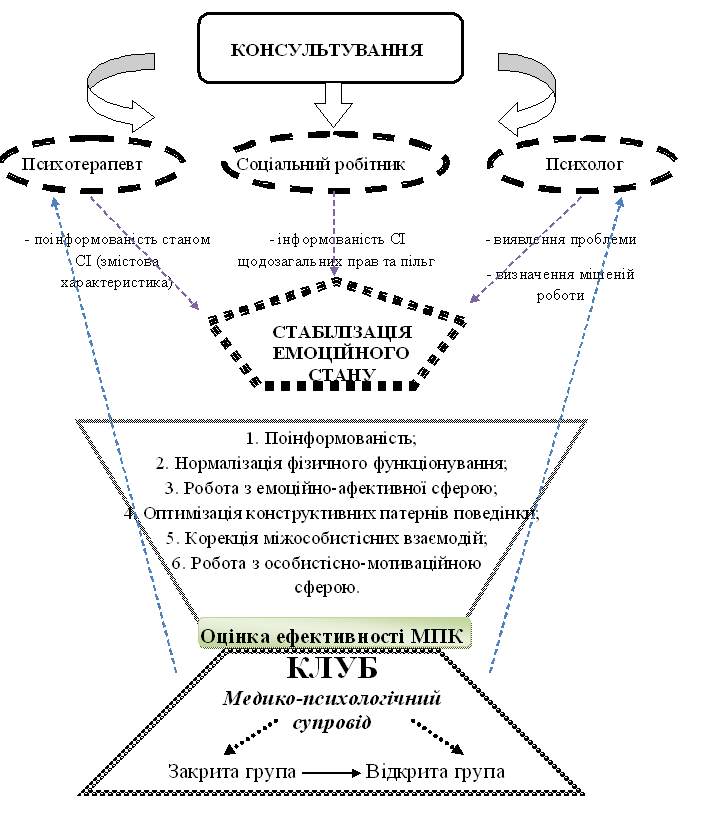 КОНСУЛЬТУВАННЯ
Психотерапевт
Соціальний робітник
Психолог
- поінформованість станом
СІ (змістова
характеристика)
- інформованість СІ
щодозагальних прав та пільг
- виявлення проблеми
- визначення мішеній
роботи
СТАБІЛІЗАЦІЯ
ЕМОЦІЙНОГО
СТАНУ
1. Поінформованість;
2. Нормалізація фізичного функціонування;
3. Робота з емоційно-афективної сферою;
4. Оптимізація конструктивних патернів поведінки;
5. Корекція міжособистісних взаємодій;
6. Робота з особистісно-мотиваційною
сферою.
Оцінка ефективності МПК
КЛУБ
Медико-психологічний
супровід
Закрита група
Відкрита група